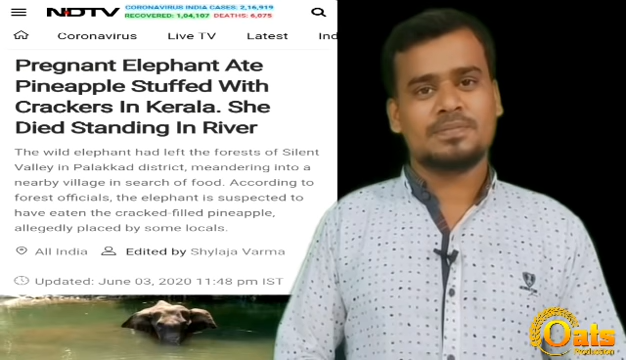 NDTV
CORONAVIRUS INDIA CASES: 2,16,919
RECOVERED: 1,04,107 DEATHS: 6,075
Coronavirus Live TV Latest Ind
Pregnant Elephant Ate
Pineapple Stuffed With
Crackers In Kerala. She
Died Standing In River
The wild elephant had left the forests of Silent
Valley in Palakkad district, meandering into a
nearby village in search of food. According to
forest officials, the elephant is suspected to
have eaten the cracked-filled pineapple,
allegedly placed by some locals.
All India Edited by Shylaja Varma
Updated: June 03, 2020 11:48 pm IST
Oats
Production